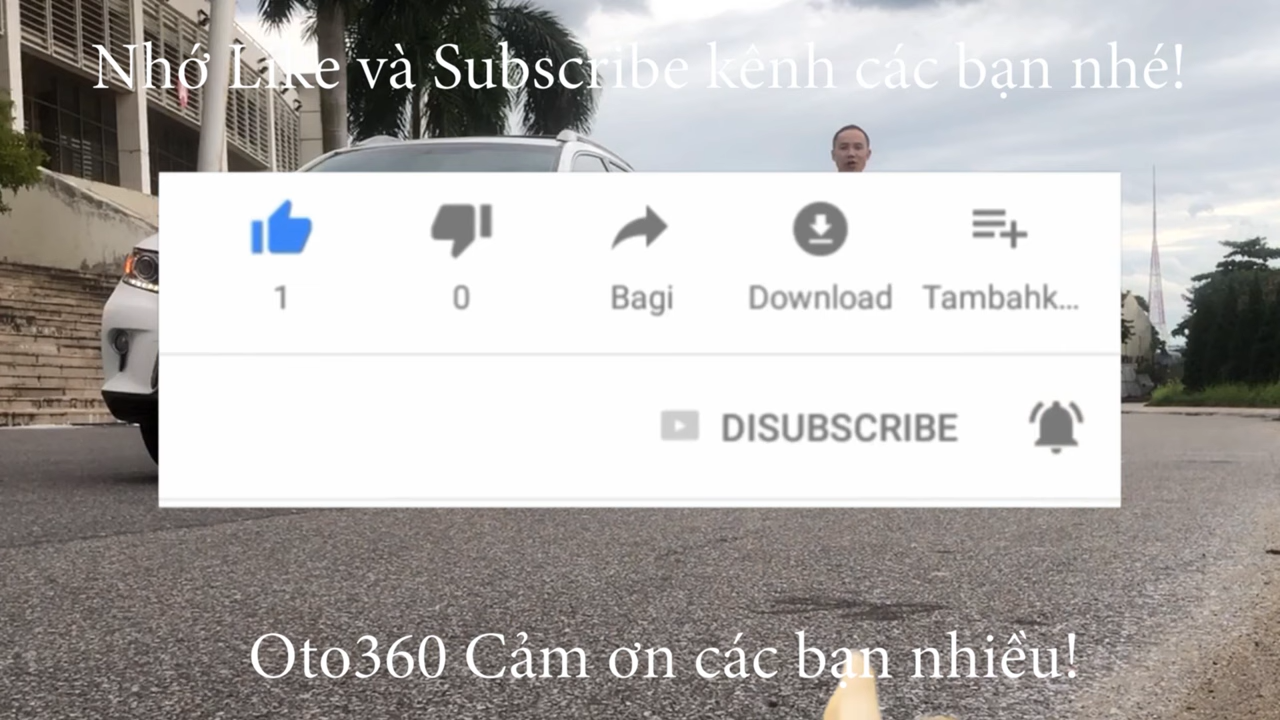 Nhớ Like và Subscribe kênh các bạn nhé!
1 0 Bagi Download Tambahk...
DISUBSCRIBE
Oto360 Cảm ơn các bạn nhiều!